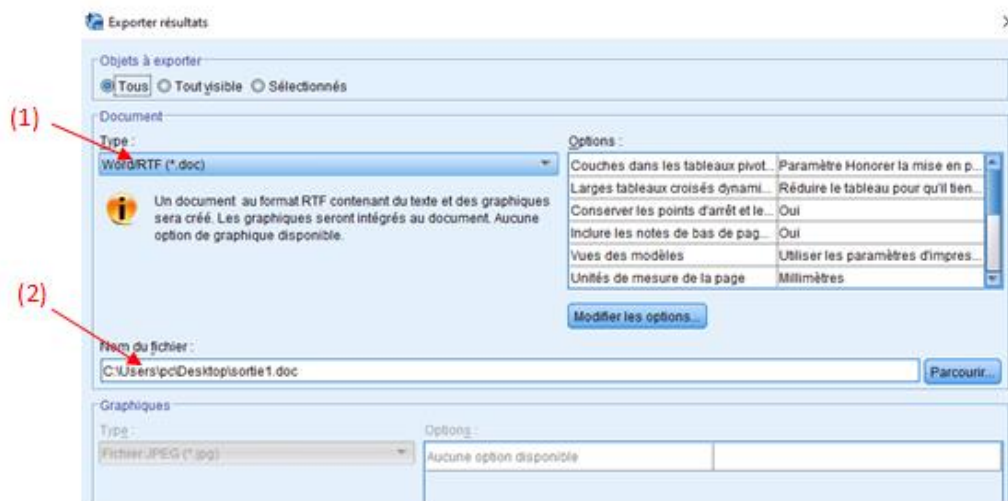 Exporter résultats
Objets à exporter
Tous Tout visible Sélectionnés
(1)
Document
Type :
Options :
Word/RTF (*.doc)
Un document au format RTF contenant du texte et des graphiques
sera créé. Les graphiques seront intégrés au document. Aucune
option de graphique disponible.
Couches dans les tableaux pivot... Paramètre Honorer la mise en p...
Larges tableaux croisés dynami... Réduire le tableau pour qu'il tien...
Conserver les points d'arrêt et le... Oui
Inclure les notes de bas de pag... Oui
Vues des modèles Utiliser les paramètres d'impres...
Unités de mesure de la page Millimètres
(2)
Modifier les options...
Nom du fichier :
C:\Users\pc\Desktop\sortie1.doc
Parcourir...
Graphiques
Type :
Options :
Fichier JPEG (*.jpg)
Aucune option disponible